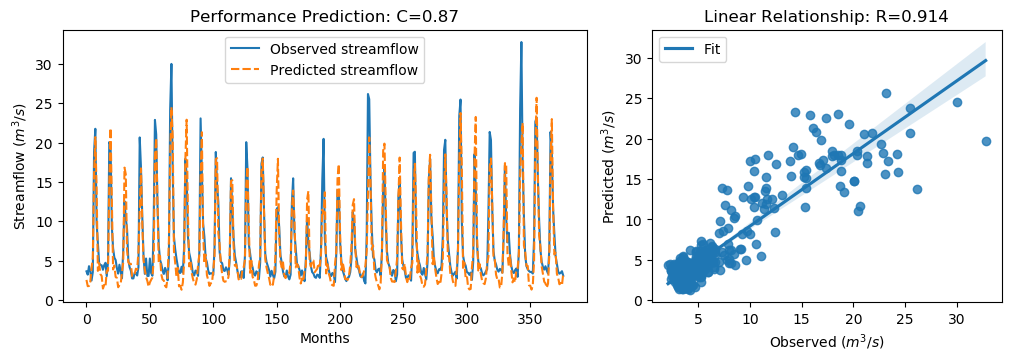 Performance Prediction: C=0.87
Observed streamflow
Predicted streamflow
Streamflow (m³/s)
30
25
20
15
10
5
0
0 50 100 150 200 250 300 350
Months
Linear Relationship: R=0.914
Fit
Predicted (m³/s)
30
25
20
15
10
5
0
5 10 15 20 25 30
Observed (m³/s)